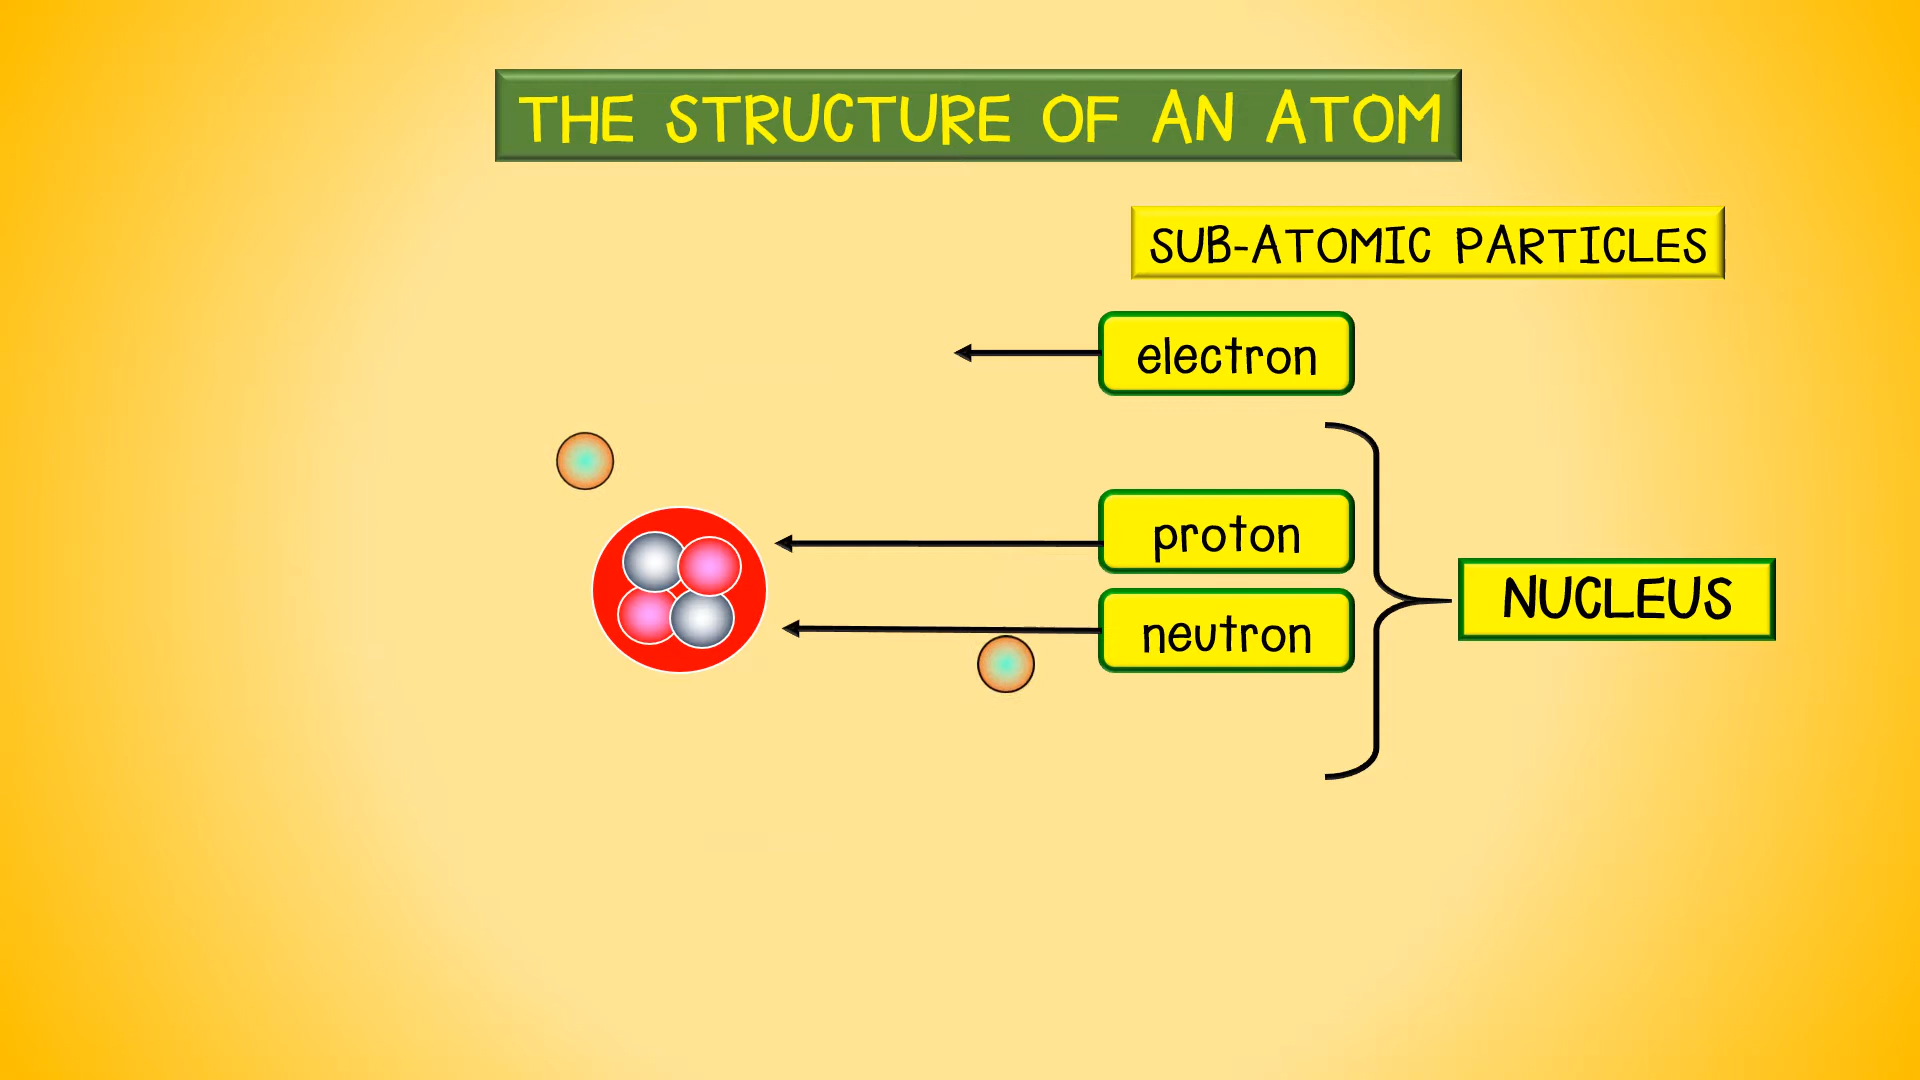 THE STRUCTURE OF AN ATOM
SUB-ATOMIC PARTICLES
electron
proton
neutron
NUCLEUS